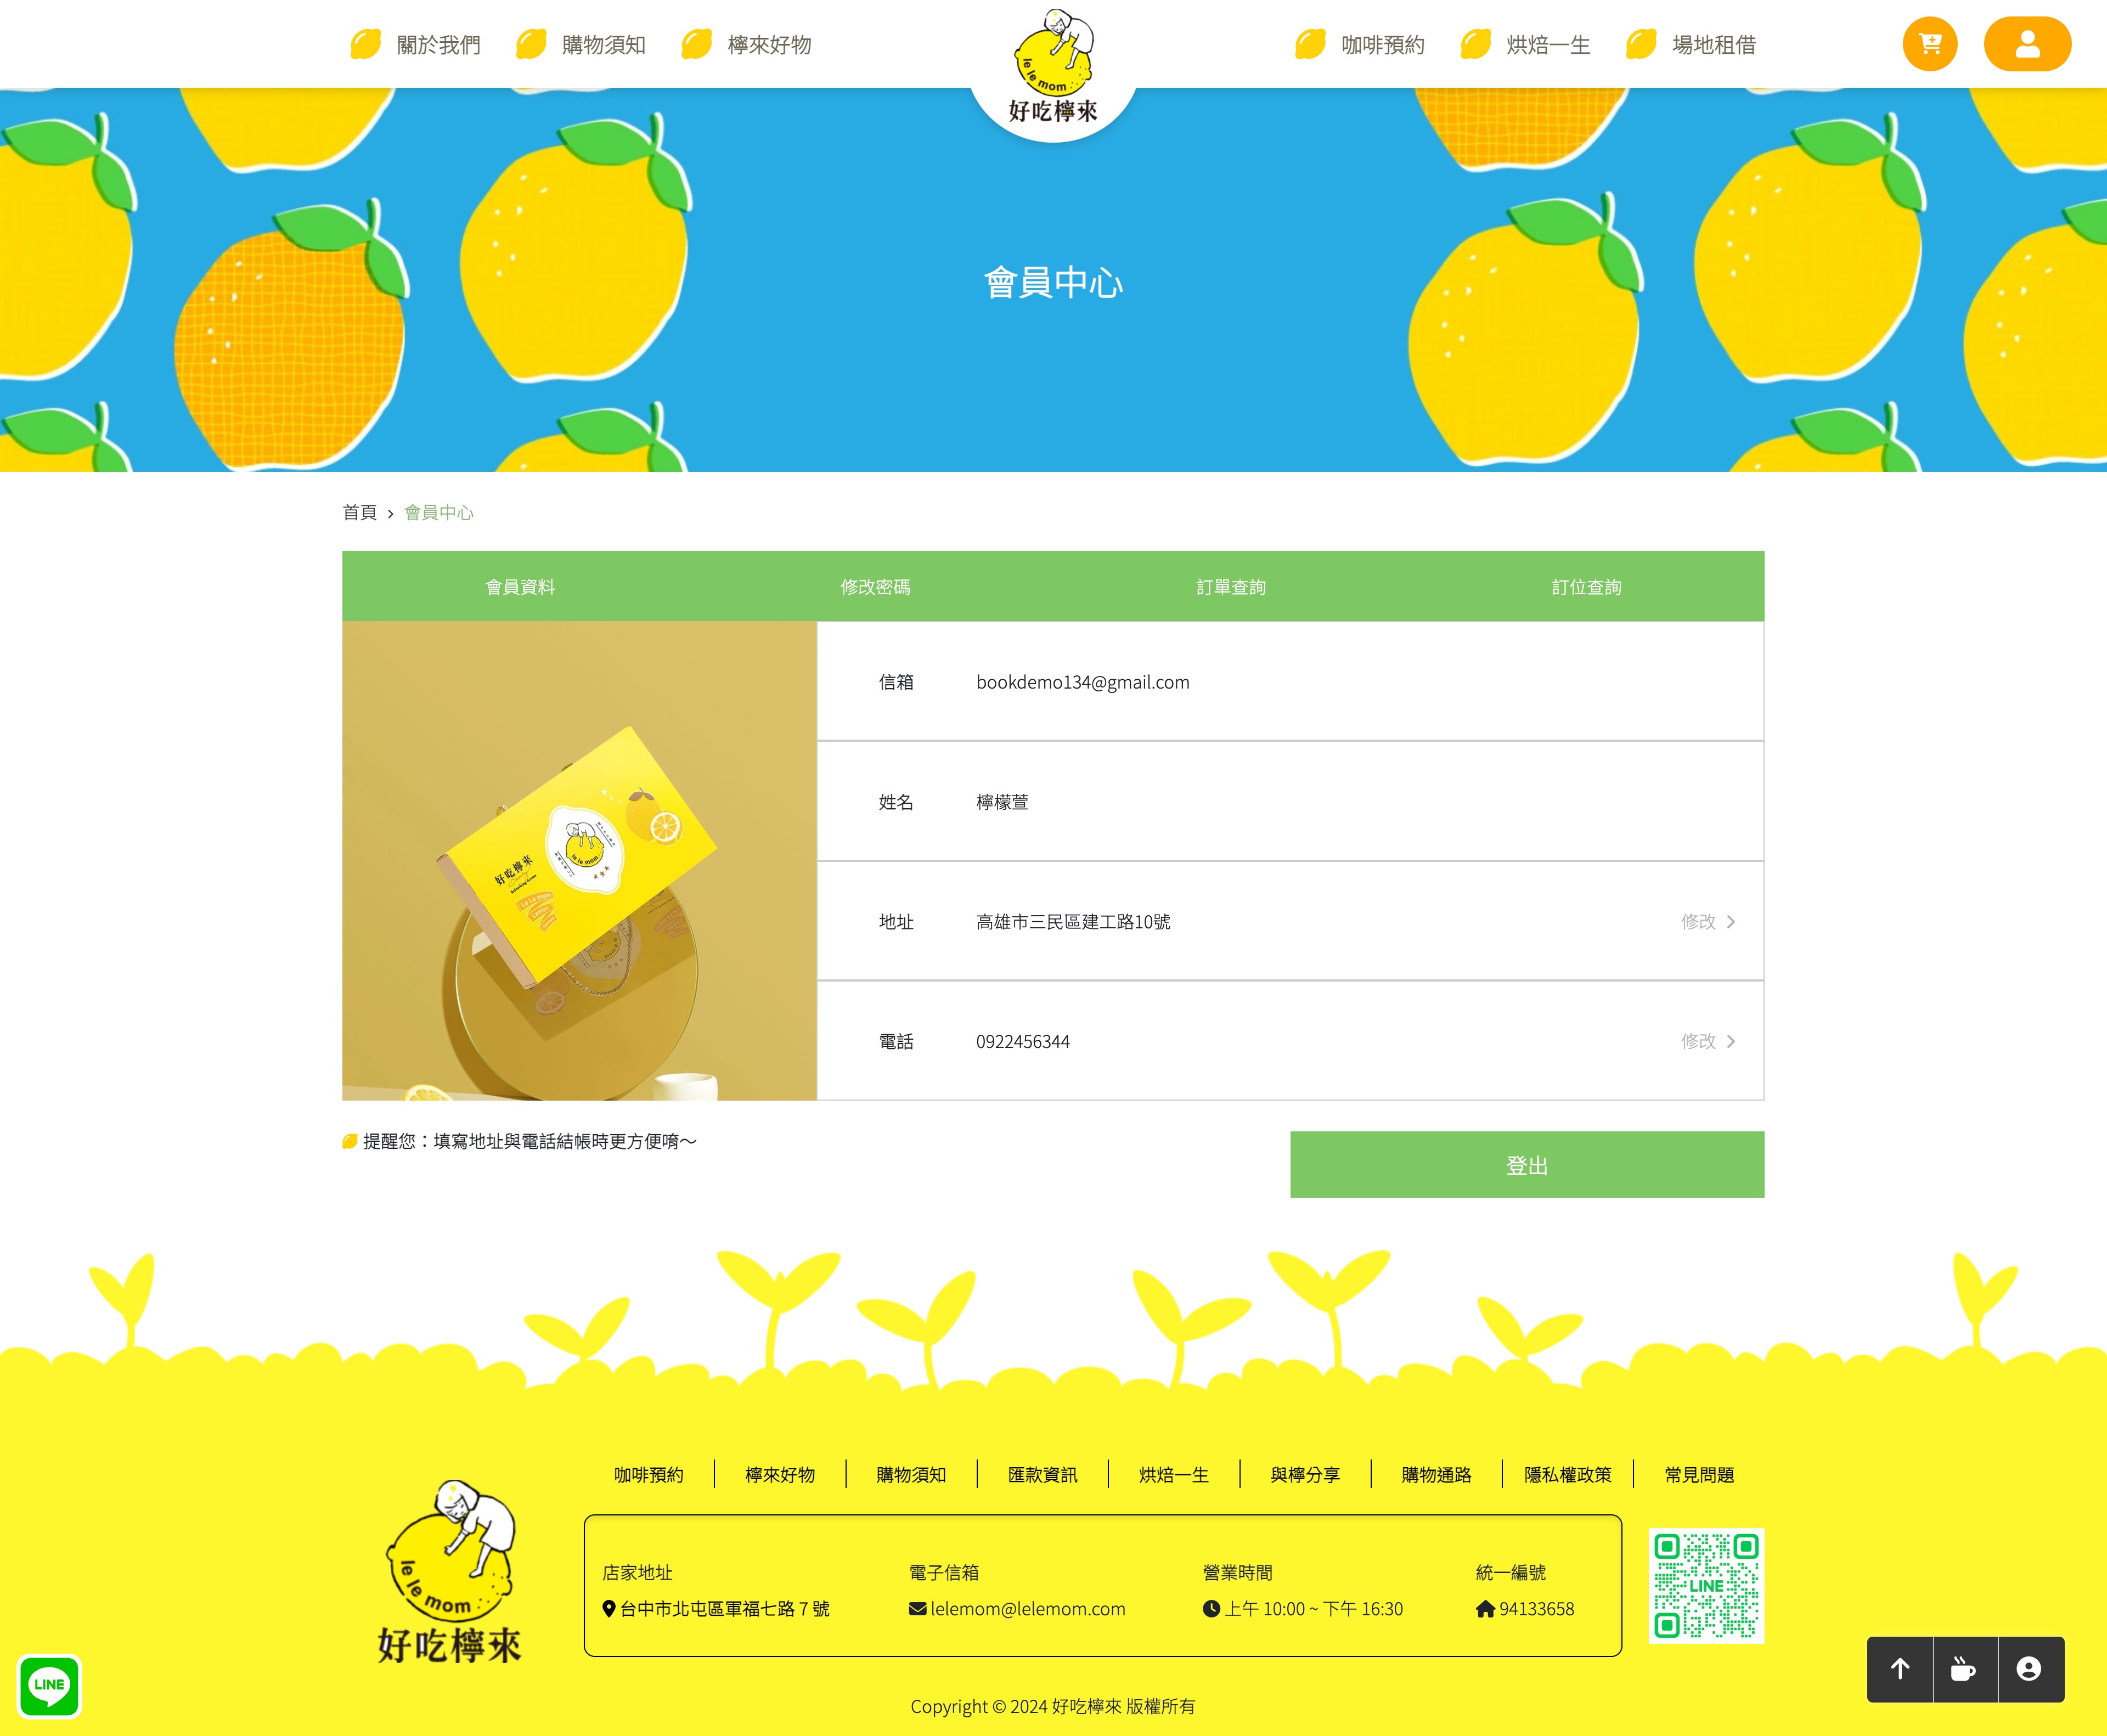 關於我們
購物須知
檸來好物
le le mom
好吃檸來
咖啡預約
烘焙一生
場地租借
會員中心
首頁 > 會員中心
會員資料
修改密碼
訂單查詢
訂位查詢
信箱 bookdemo134@gmail.com
姓名 檸檬萱
地址 高雄市三民區建工路10號 修改
電話 0922456344 修改
好吃檸來
le le mom
提醒您：填寫地址與電話結帳時更方便唷～
登出
咖啡預約
檸來好物
購物須知
匯款資訊
烘焙一生
與檸分享
購物通路
隱私權政策
常見問題
le le mom
好吃檸來
店家地址
台中市北屯區軍福七路 7 號
電子信箱
lelemom@lelemom.com
營業時間
上午 10:00 ~ 下午 16:30
統一編號
94133658
LINE
LINE
Copyright © 2024 好吃檸來 版權所有